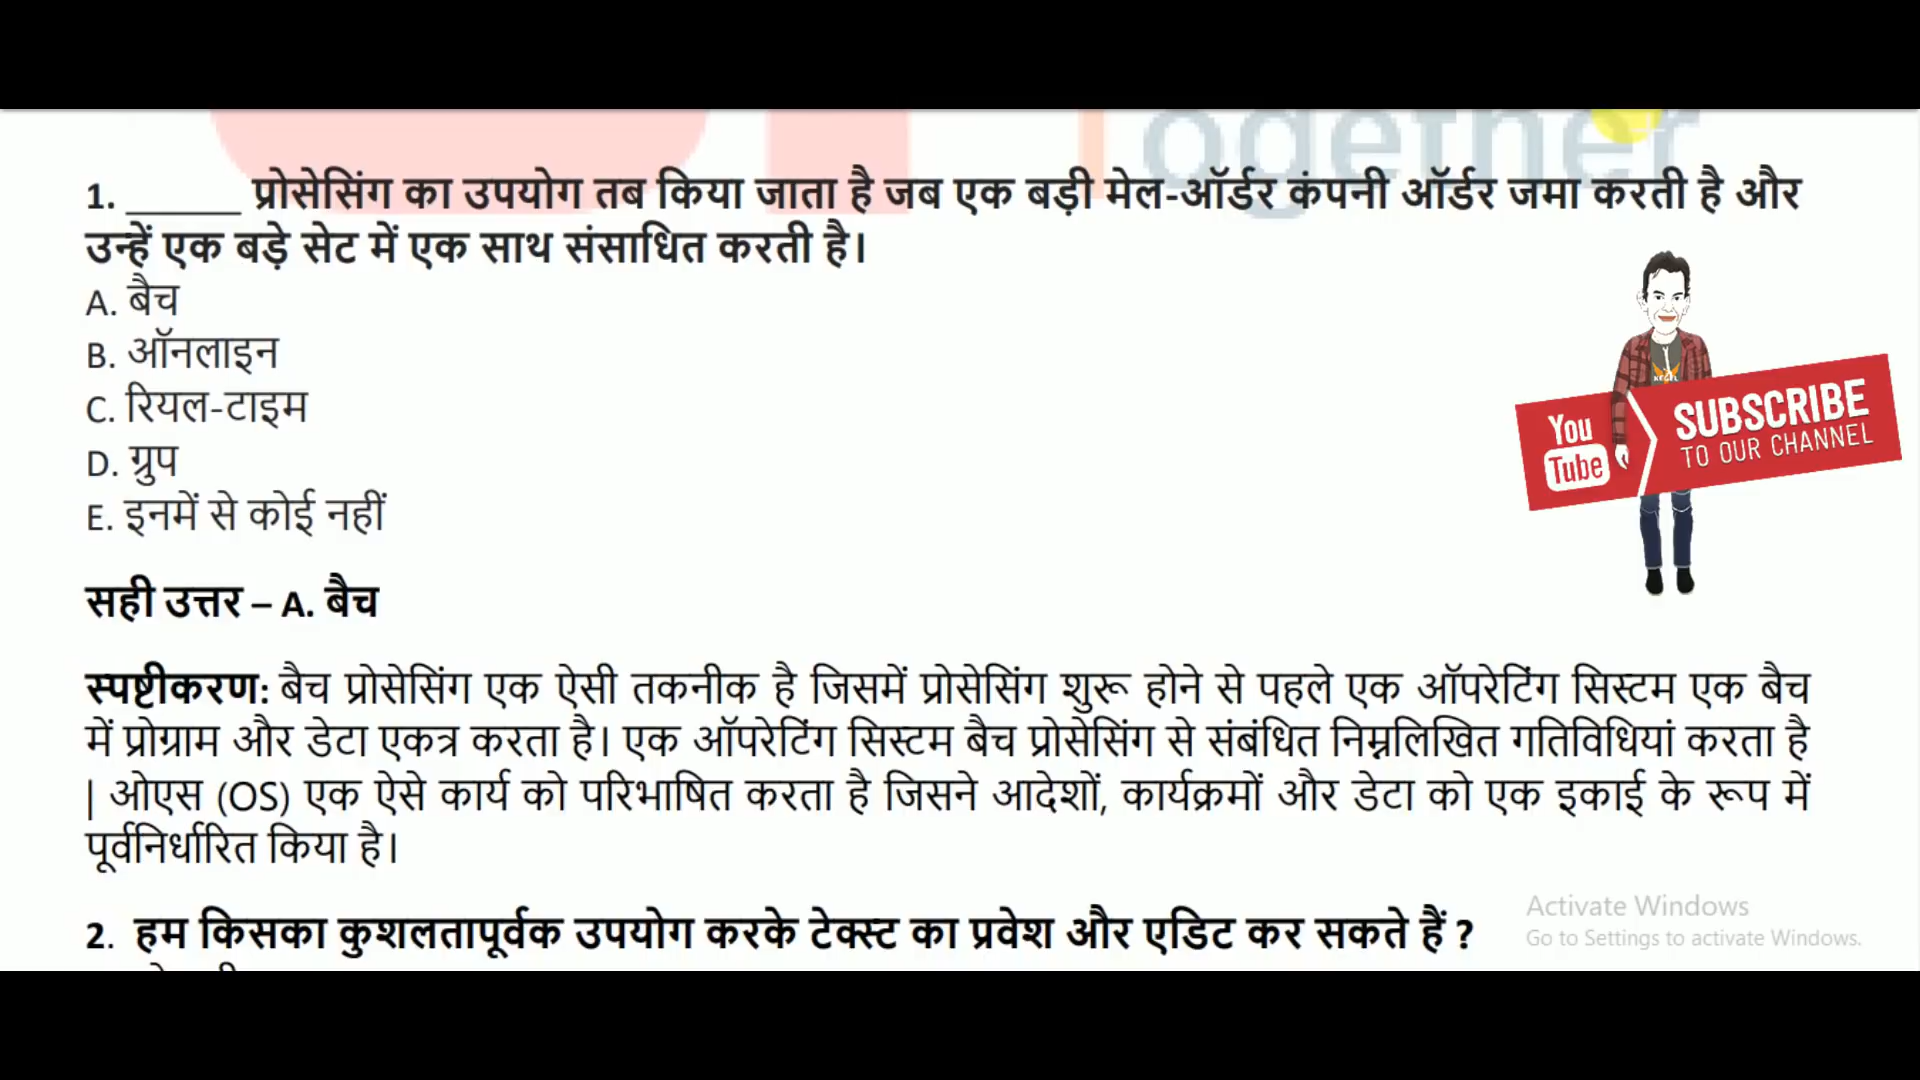 Together
1. ______ प्रोसेसिंग का उपयोग तब किया जाता है जब एक बड़ी मेल-ऑर्डर कंपनी ऑर्डर जमा करती है और
उन्हें एक बड़े सेट में एक साथ संसाधित करती है।
A. बैच
B. ऑनलाइन
C. रियल-टाइम
D. ग्रुप
E. इनमें से कोई नहीं
You
Tube
SUBSCRIBE
TO OUR CHANNEL
सही उत्तर – A. बैच
स्पष्टीकरण: बैच प्रोसेसिंग एक ऐसी तकनीक है जिसमें प्रोसेसिंग शुरू होने से पहले एक ऑपरेटिंग सिस्टम एक बैच
में प्रोग्राम और डेटा एकत्र करता है। एक ऑपरेटिंग सिस्टम बैच प्रोसेसिंग से संबंधित निम्नलिखित गतिविधियां करता है
| ओएस (OS) एक ऐसे कार्य को परिभाषित करता है जिसने आदेशों, कार्यक्रमों और डेटा को एक इकाई के रूप में
पूर्वनिर्धारित किया है।
2. हम किसका कुशलतापूर्वक उपयोग करके टेक्स्ट का प्रवेश और एडिट कर सकते हैं ?
Activate Windows
Go to Settings to activate Windows.